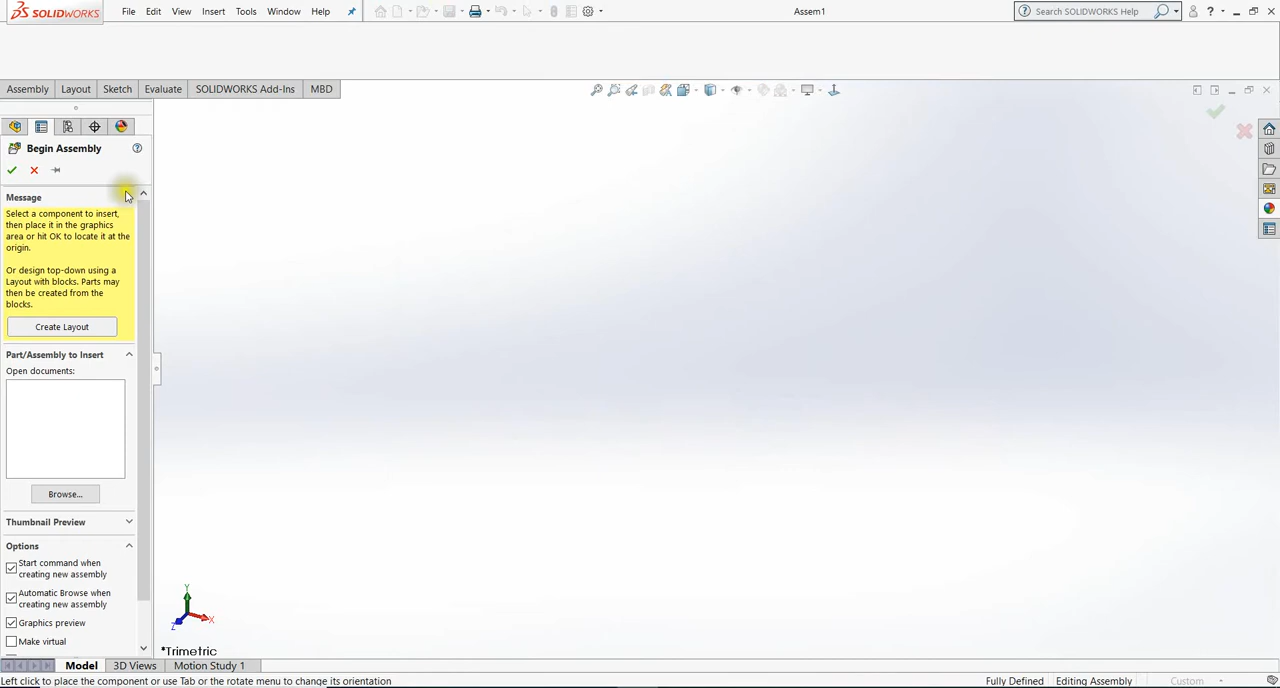 SOLIDWORKS File Edit View Insert Tools Window Help Assem1 Search SOLIDWORKS Help ?
Assembly Layout Sketch Evaluate SOLIDWORKS Add-Ins MBD
Begin Assembly ?
Message
Select a component to insert,
then place it in the graphics
area or hit OK to locate it at the
origin.
Or design top-down using a
Layout with blocks. Parts may
then be created from the
blocks.
Create Layout
Part/Assembly to Insert
Open documents:
Browse...
Thumbnail Preview
Options
Start command when
creating new assembly
Automatic Browse when
creating new assembly
Graphics preview
Make virtual
Y
X
Z
*Trimetric
Model 3D Views Motion Study 1
Left click to place the component or use Tab or the rotate menu to change its orientation Fully Defined Editing Assembly Custom